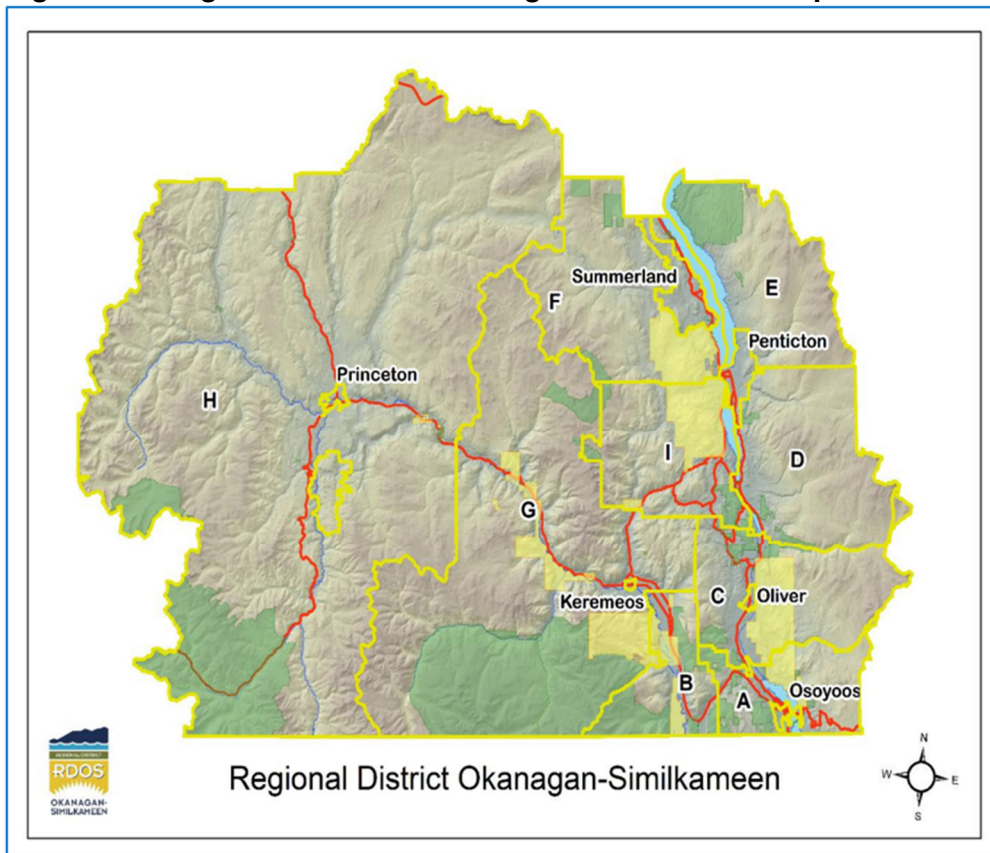 Summerland
F
E
Penticton
Princeton
H
I
D
G
Keremeos
C
Oliver
B
A
Osoyoos
REGIONAL DISTRICT
RDOS
OKANAGAN-
SIMILKAMEEN
Regional District Okanagan-Similkameen
N
W
E
S